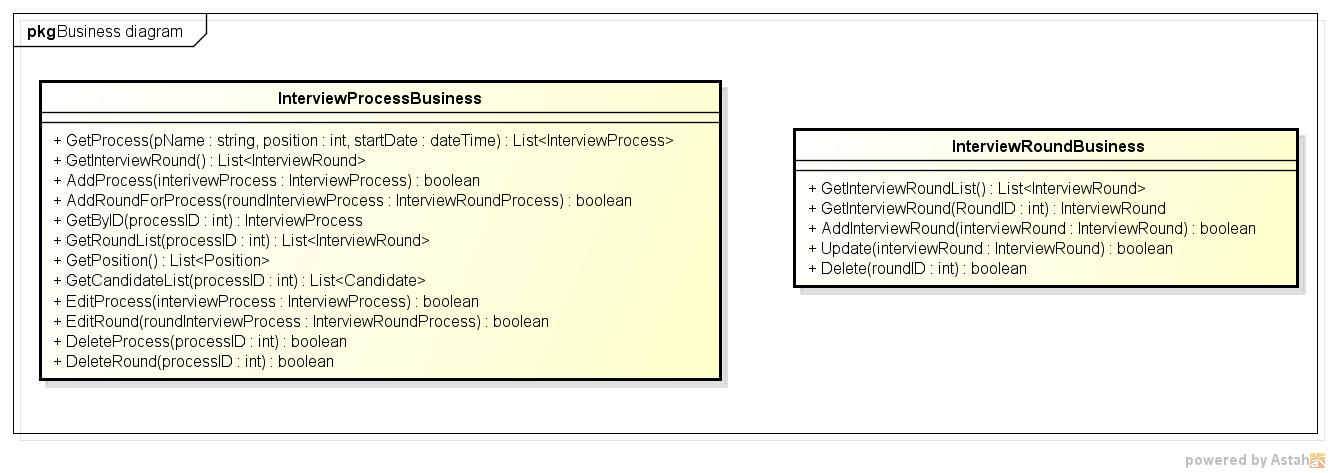 pkg Business diagram
InterviewProcessBusiness
+ GetProcess(pName : string, position : int, startDate : dateTime) : List<InterviewProcess>
+ GetInterviewRound() : List<InterviewRound>
+ AddProcess(interivewProcess : InterviewProcess) : boolean
+ AddRoundForProcess(roundInterviewProcess : InterviewRoundProcess) : boolean
+ GetByID(processID : int) : InterviewProcess
+ GetRoundList(processID : int) : List<InterviewRound>
+ GetPosition() : List<Position>
+ GetCandidateList(processID : int) : List<Candidate>
+ EditProcess(interviewProcess : InterviewProcess) : boolean
+ EditRound(roundInterviewProcess : InterviewRoundProcess) : boolean
+ DeleteProcess(processID : int) : boolean
+ DeleteRound(processID : int) : boolean
InterviewRoundBusiness
+ GetInterviewRoundList() : List<InterviewRound>
+ GetInterviewRound(RoundID : int) : InterviewRound
+ AddInterviewRound(interviewRound : InterviewRound) : boolean
+ Update(interviewRound : InterviewRound) : boolean
+ Delete(roundID : int) : boolean
powered by Astah